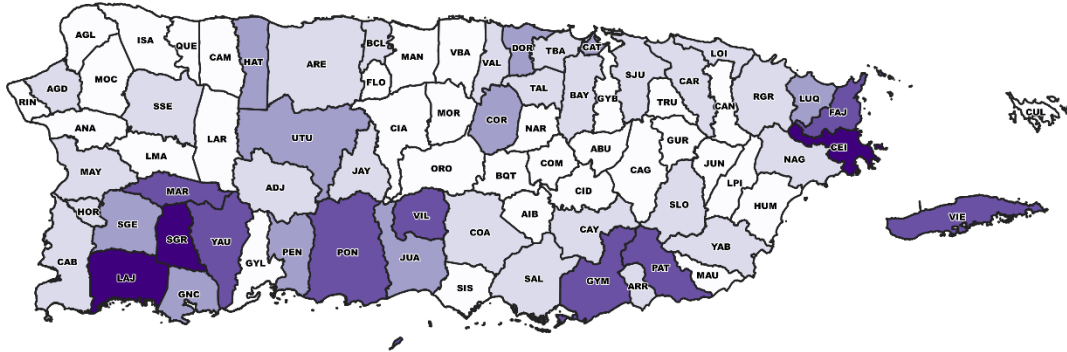 AGL
ISA
QUE
CAM
HAT
ARE
BCL
MAN
VBA
VAL
DOR
TBA
CAT
SJU
CAR
LOI
MOC
FLO
AGD
RIN
SSE
TAL
BAY
GYB
TRU
CAN
RGR
LUQ
FAJ
CUL
ANA
LAR
UTU
CIA
MOR
COR
NAR
GUR
CEI
LMA
MAY
JAY
ORO
BQT
COM
ABU
CAG
JUN
NAG
LPI
MAR
ADJ
CID
HUM
HOR
SGE
SGR
YAU
VIL
COA
AIB
SLO
VIE
CAB
GYL
PEN
PON
JUA
CAY
YAB
LAJ
GNC
SIS
SAL
GYM
PAT
ARR
MAU